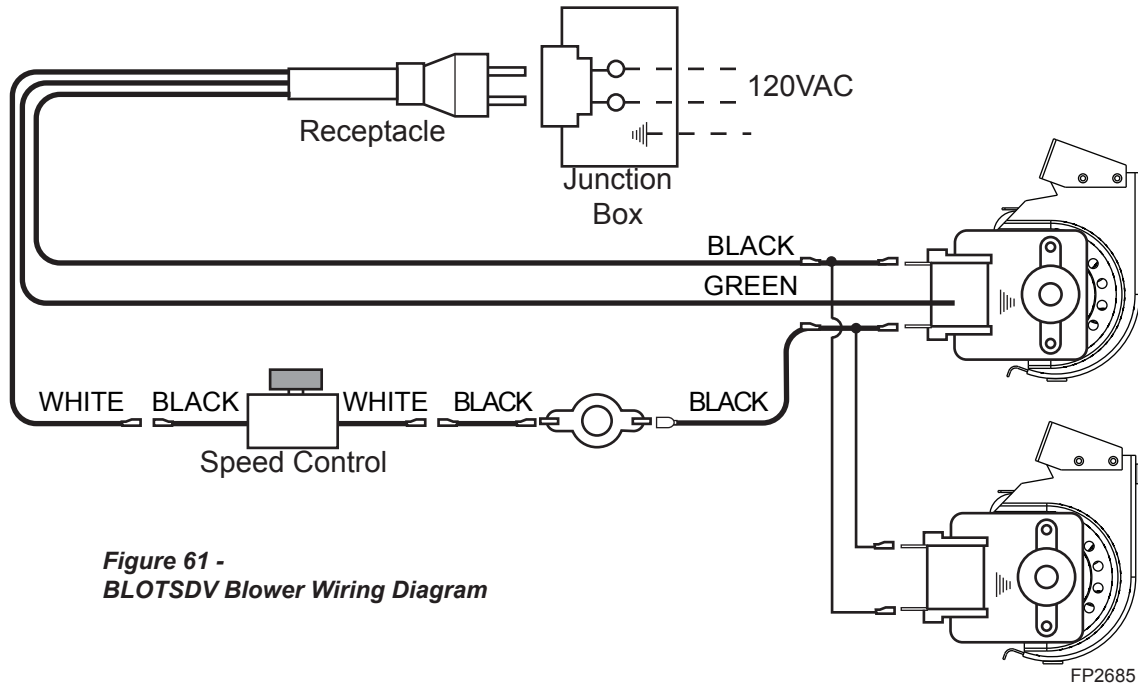 120VAC
Receptacle
Junction
Box
BLACK
GREEN
WHITE BLACK WHITE BLACK BLACK
Speed Control
Figure 61 -
BLOTSDV Blower Wiring Diagram
FP2685